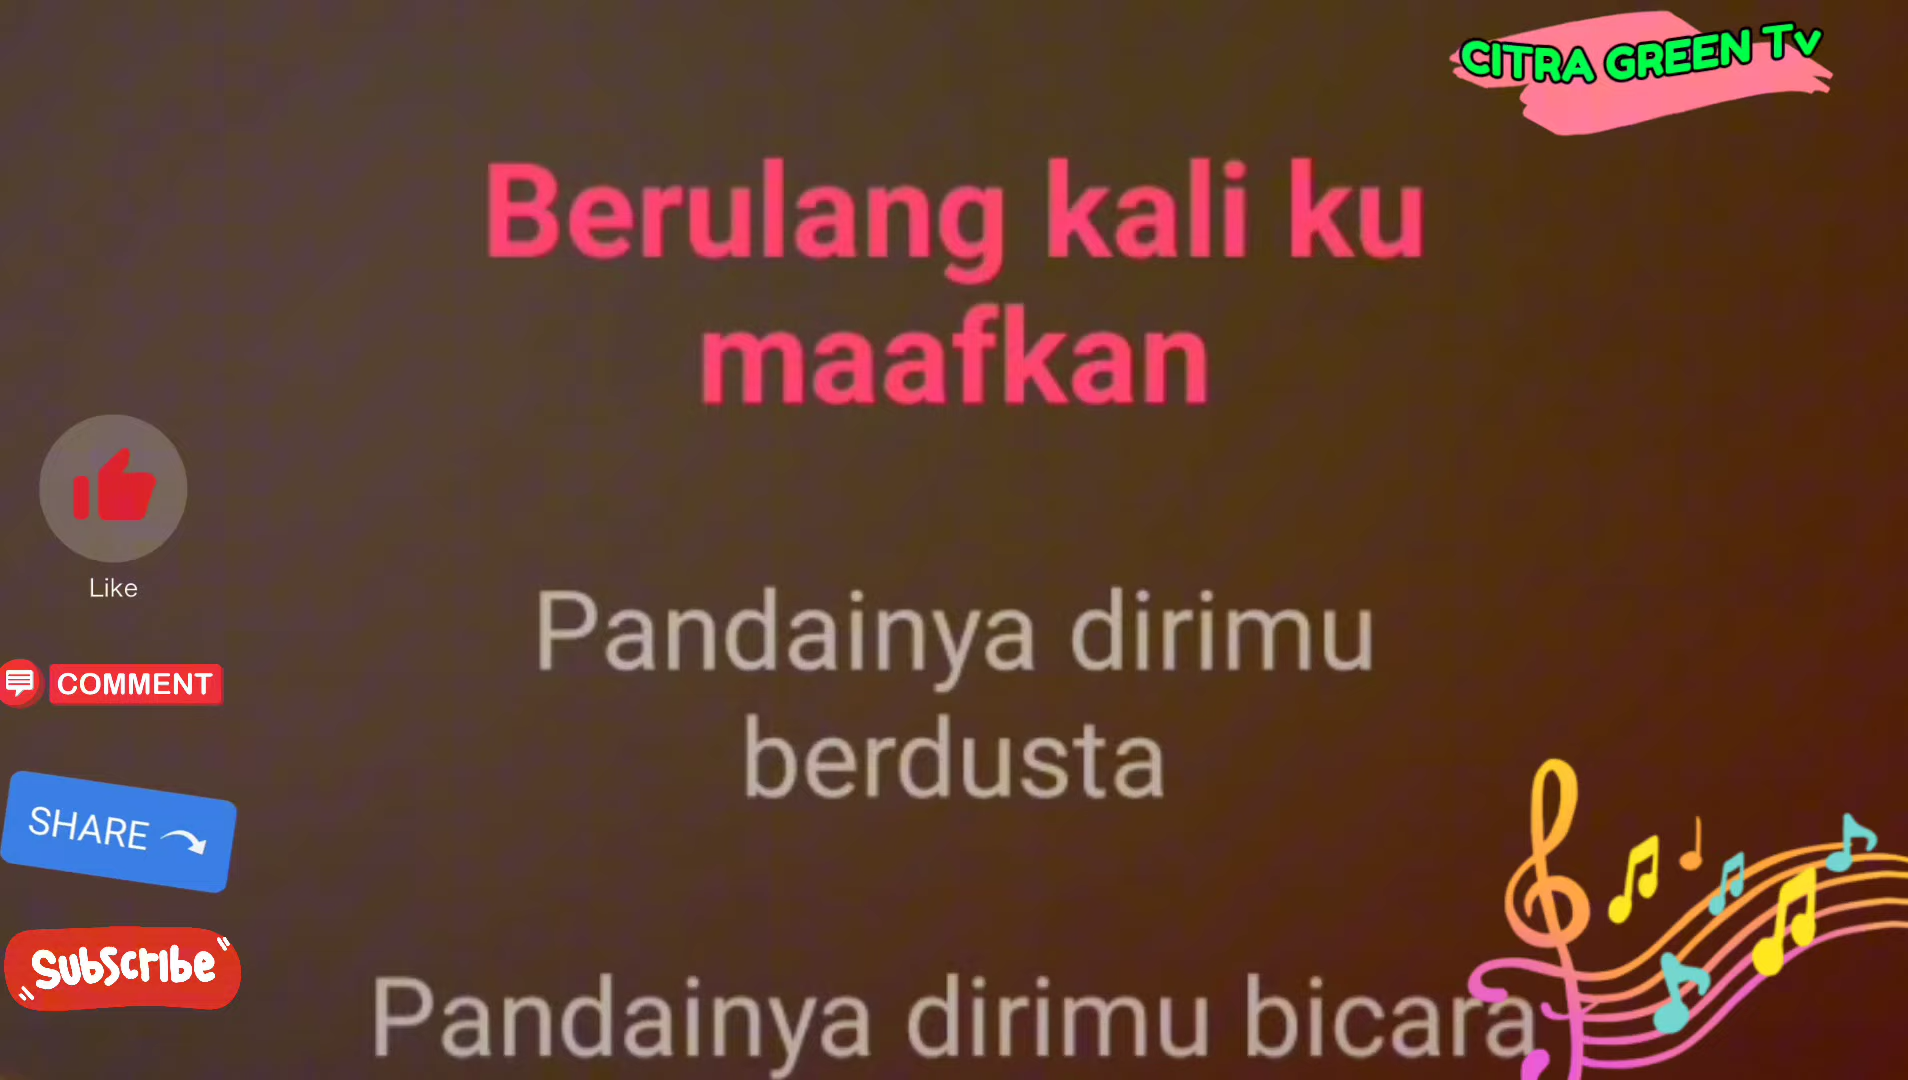 CITRA GREEN Tv
Berulang kali ku
maafkan
Like
Pandainya dirimu
COMMENT
berdusta
SHARE
Subscribe
Pandainya dirimu bicara